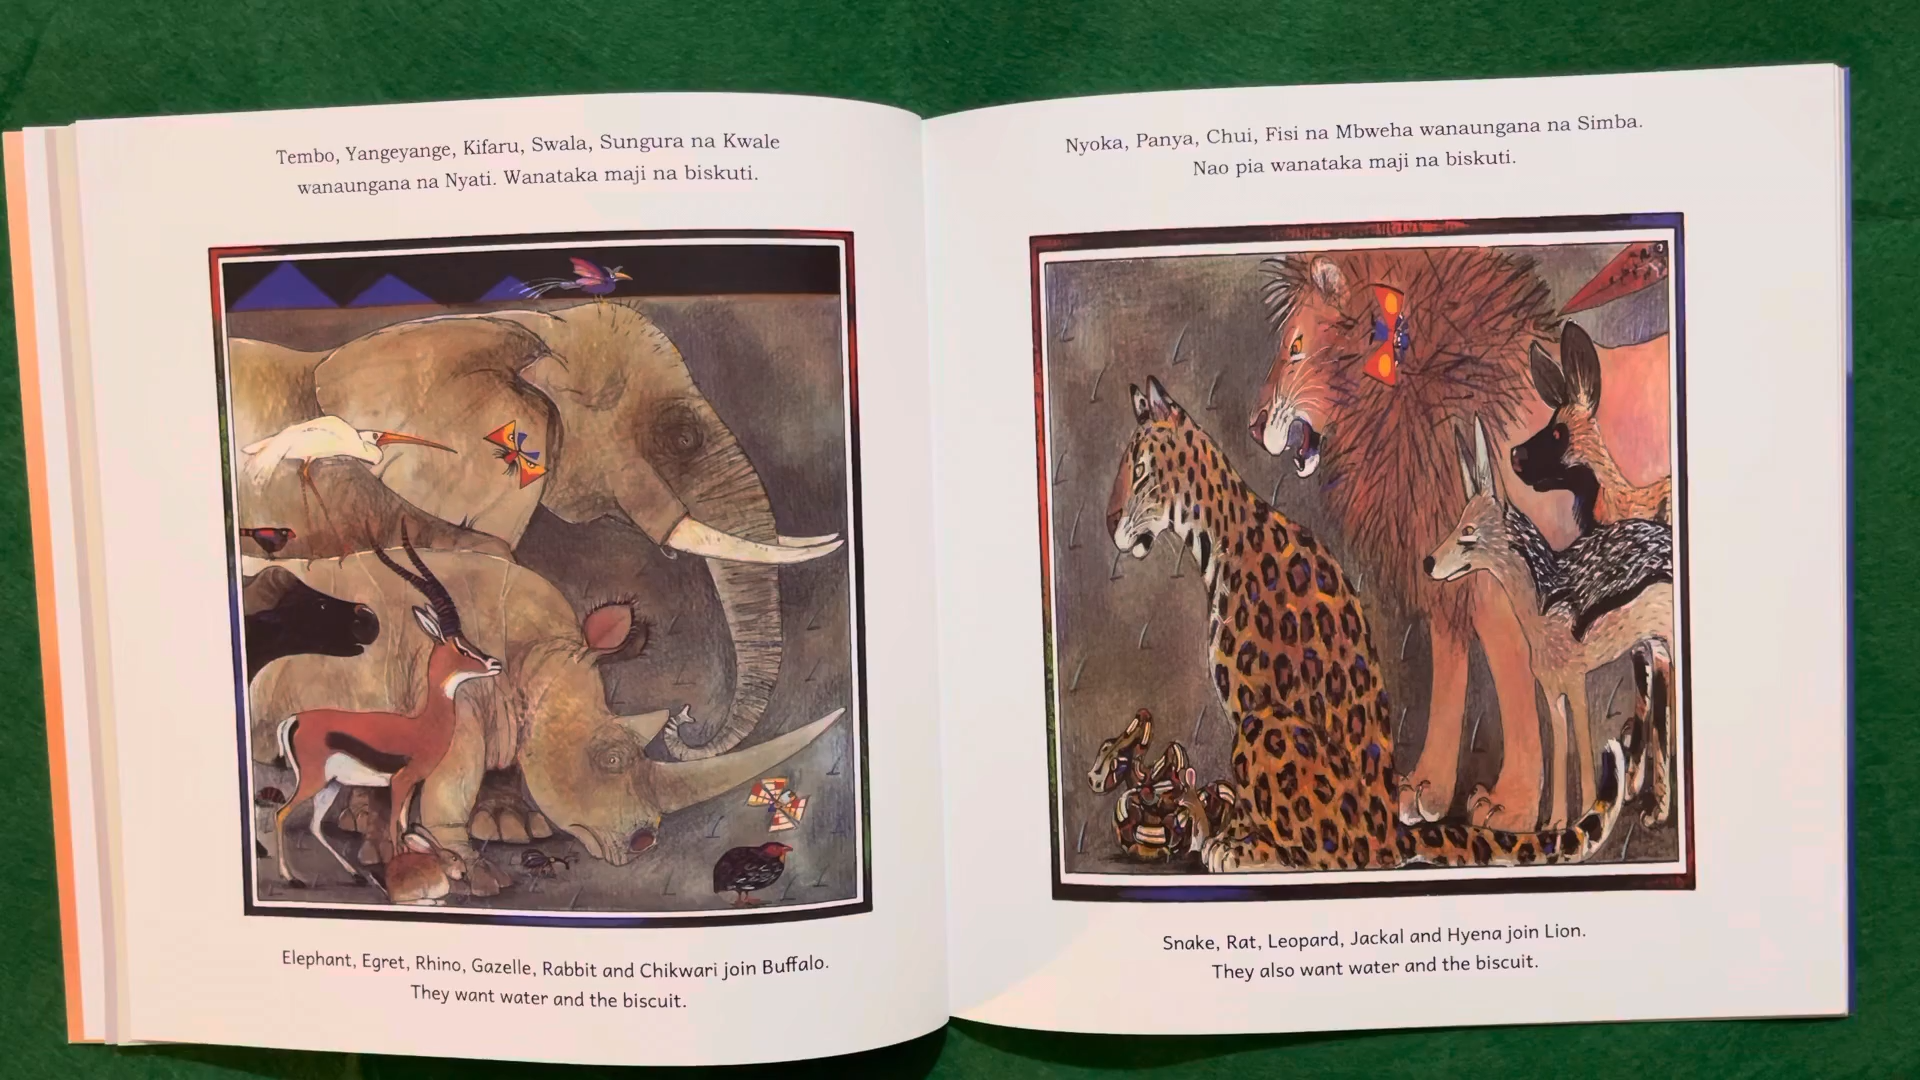 Tembo, Yangeyange, Kifaru, Swala, Sungura na Kwale
wanaungana na Nyati. Wanataka maji na biskuti.
Elephant, Egret, Rhino, Gazelle, Rabbit and Chikwari join Buffalo.
They want water and the biscuit.
Nyoka, Panya, Chui, Fisi na Mbweha wanaungana na Simba.
Nao pia wanataka maji na biskuti.
Snake, Rat, Leopard, Jackal and Hyena join Lion.
They also want water and the biscuit.